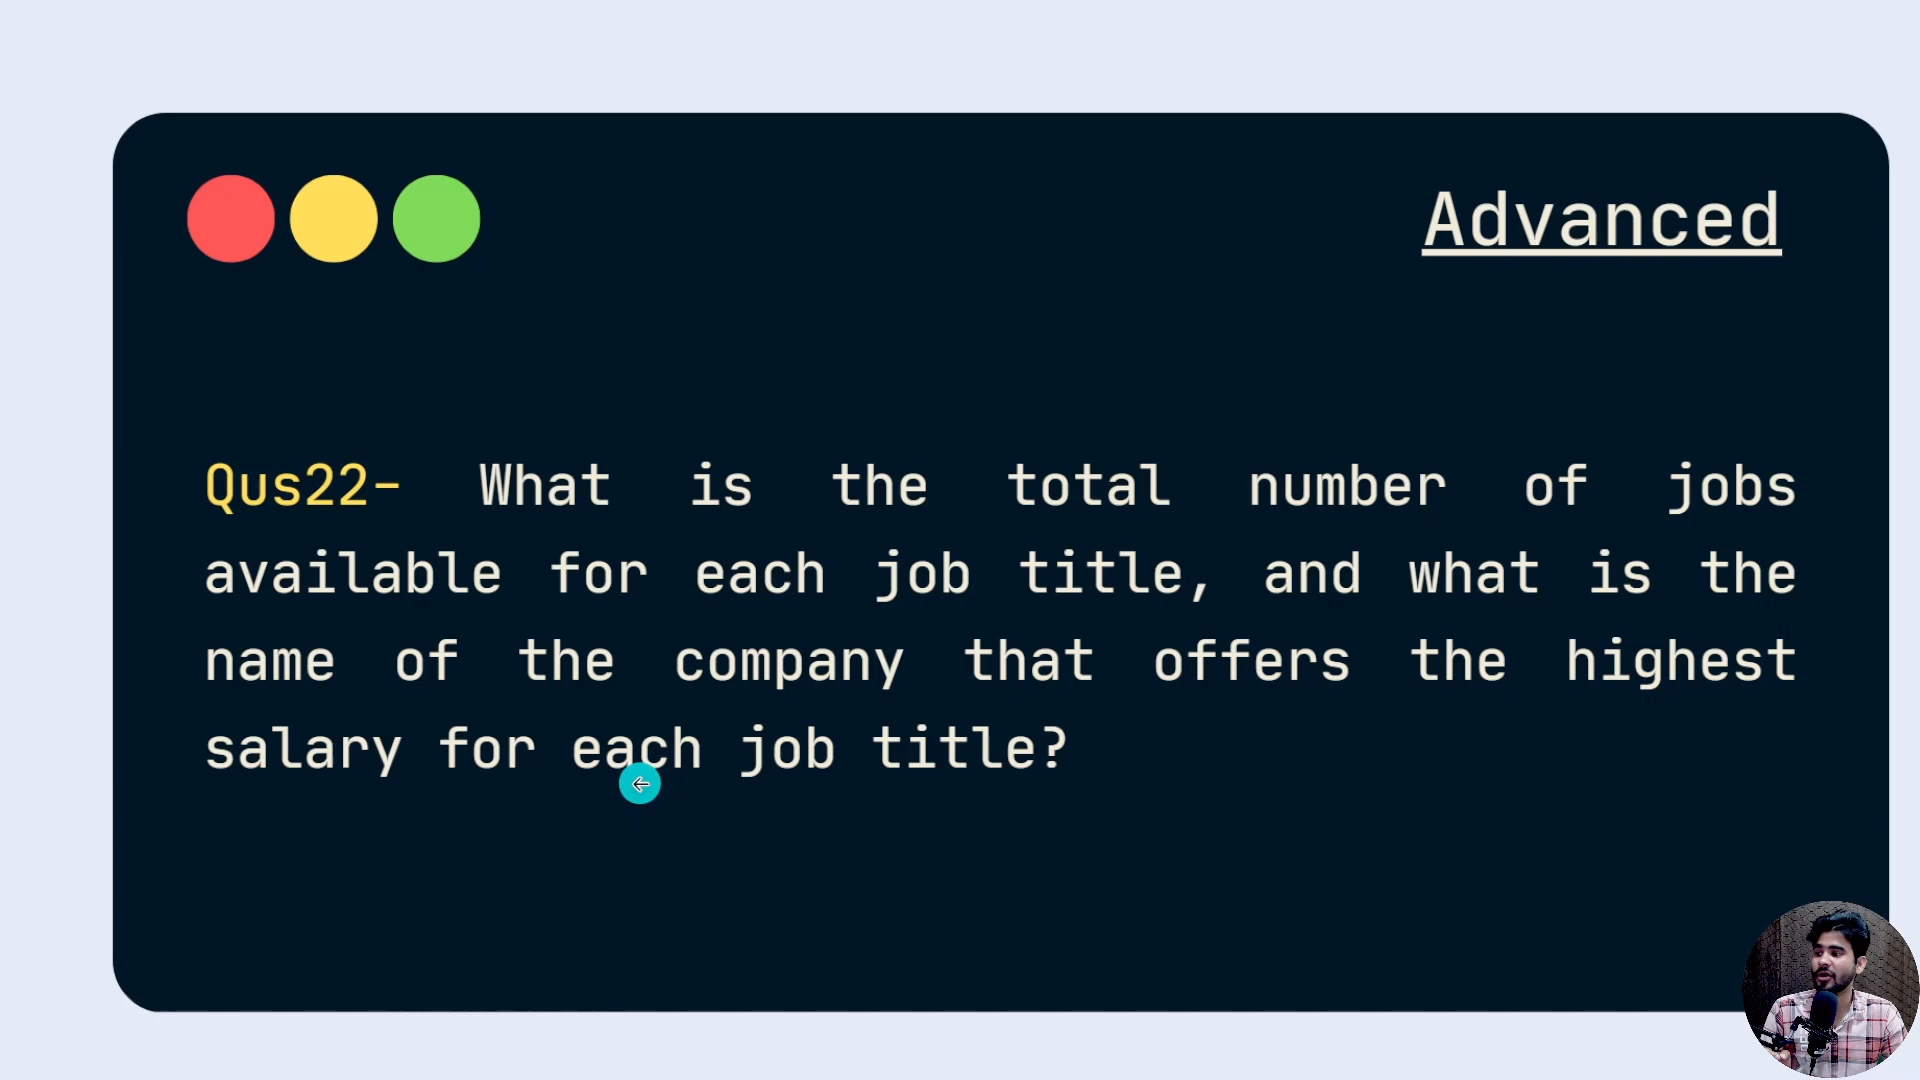 Advanced
Qus22- What is the total number of jobs
available for each job title, and what is the
name of the company that offers the highest
salary for each job title?